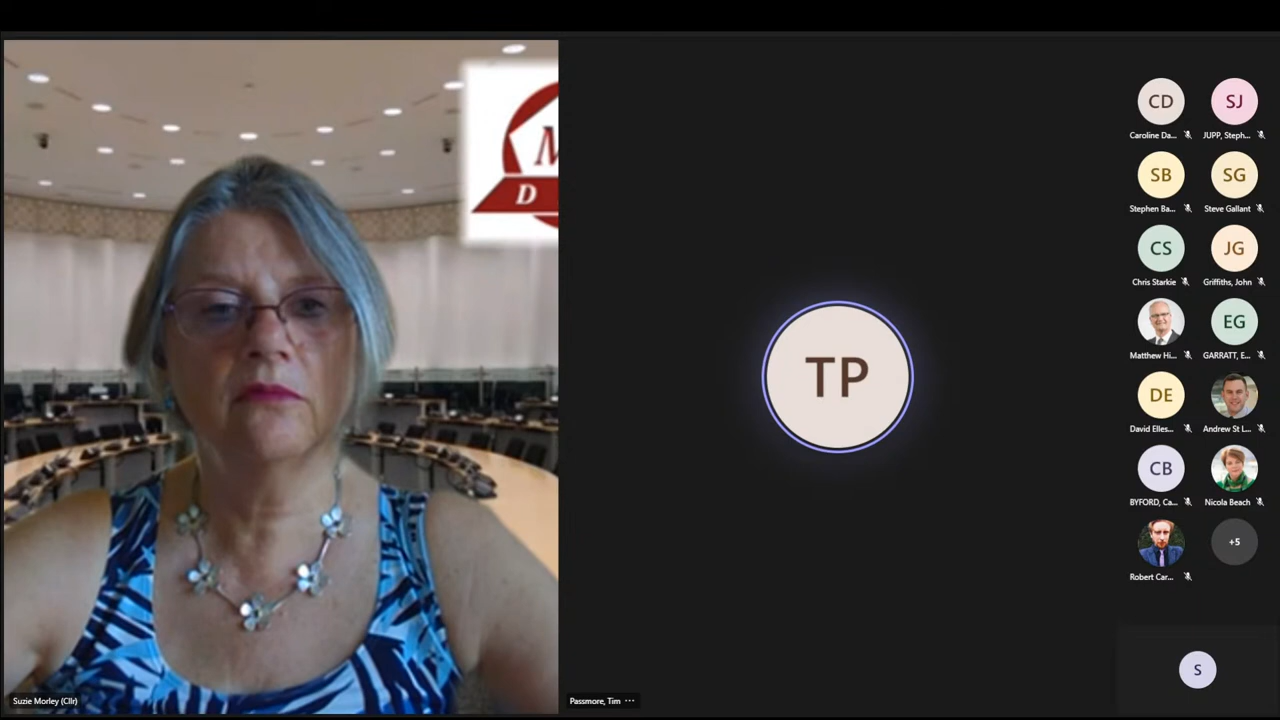 M
D
Suzie Morley (Cllr)
TP
Passmore, Tim ...
CD
SJ
Caroline Da...
JUPP, Steph...
SB
SG
Stephen Ba...
Steve Gallant
CS
JG
Chris Starkie
Griffiths, John
EG
Matthew Hi...
GARRATT, E...
DE
David Elles...
Andrew St L...
CB
BYFORD, Ca...
Nicola Beach
+5
Robert Car...
S